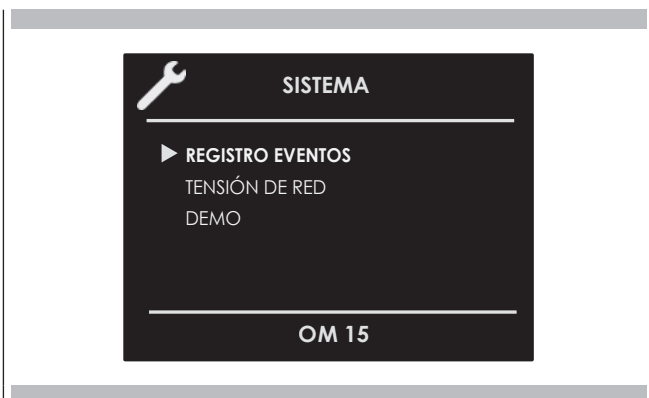 SISTEMA
REGISTRO EVENTOS
TENSIÓN DE RED
DEMO
OM 15